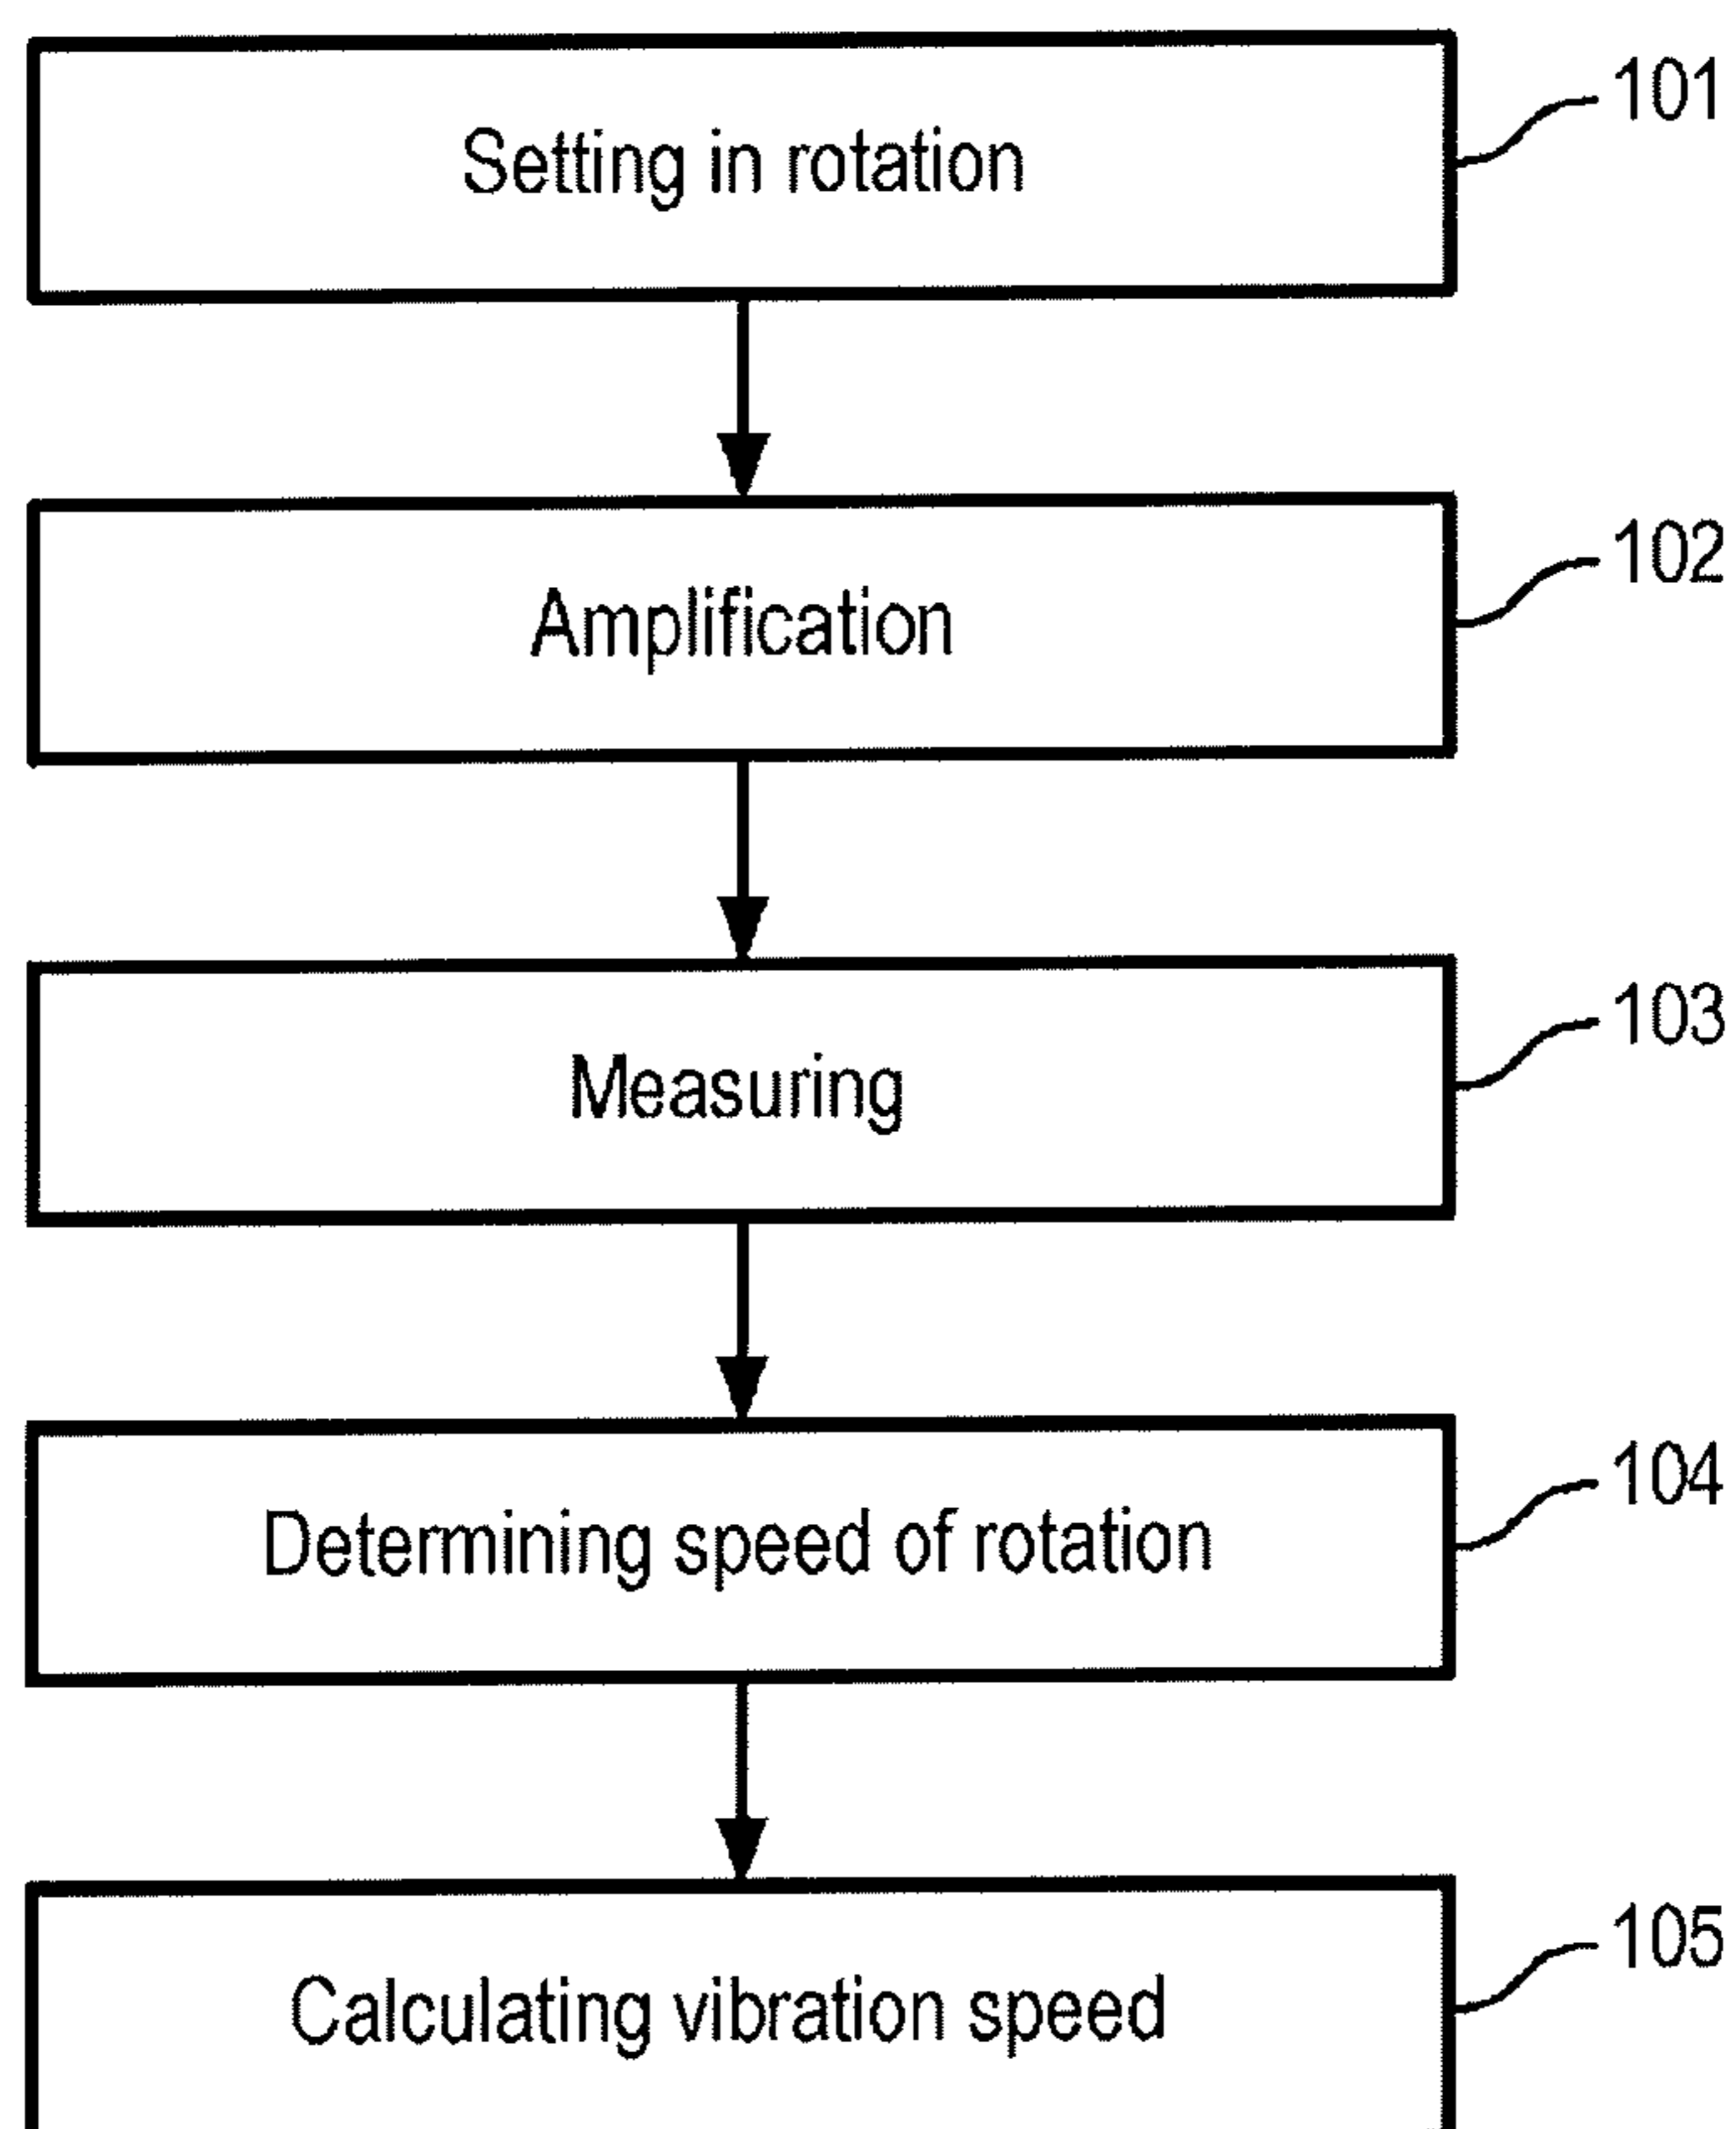 Setting in rotation
101
Amplification
102
Measuring
103
Determining speed of rotation
104
Calculating vibration speed
105